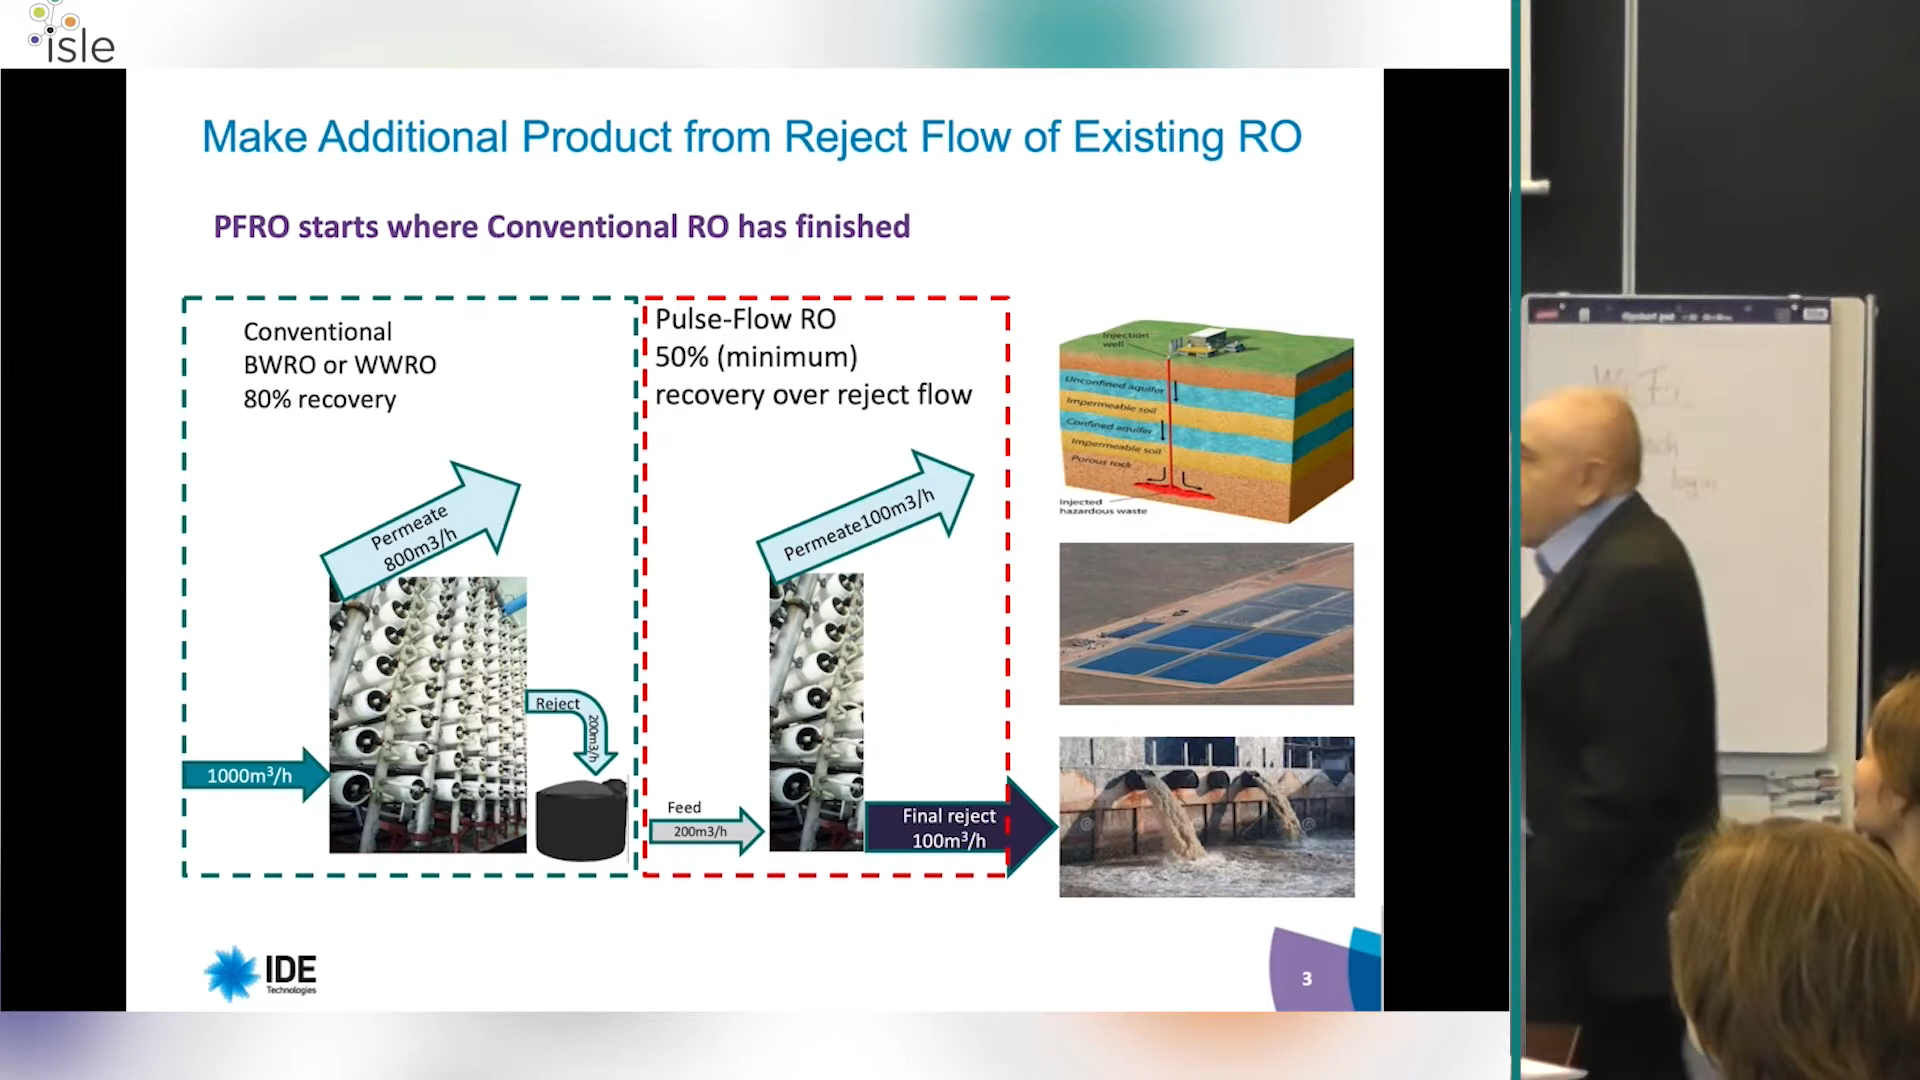 isle
Make Additional Product from Reject Flow of Existing RO
PFRO starts where Conventional RO has finished
Conventional
BWRO or WWRO
80% recovery
Permeate
800m3/h
1000m³/h
Reject
200m3/h
Pulse-Flow RO
50% (minimum)
recovery over reject flow
Permeate100m3/h
Feed
200m3/h
Final reject
100m³/h
Injection
well
Unconfined aquifer
Impermeable soil
Confined aquifer
Impermeable soil
Porous rock
Injected
hazardous waste
IDE
Technologies
3
Wi Fi
login